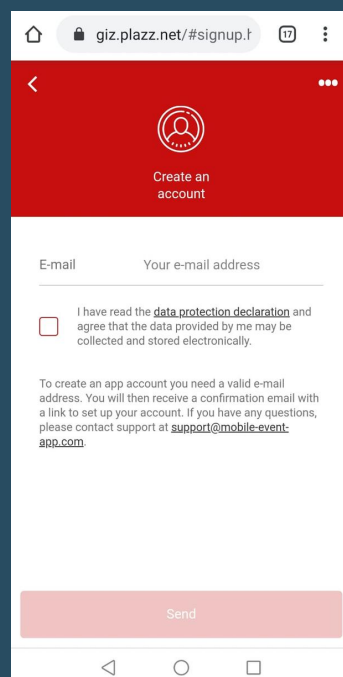 giz.plazz.net/#signup.h
17
Create an
account
E-mail Your e-mail address
I have read the data protection declaration and
agree that the data provided by me may be
collected and stored electronically.
To create an app account you need a valid e-mail
address. You will then receive a confirmation email with
a link to set up your account. If you have any questions,
please contact support at support@mobile-event-
app.com.
Send